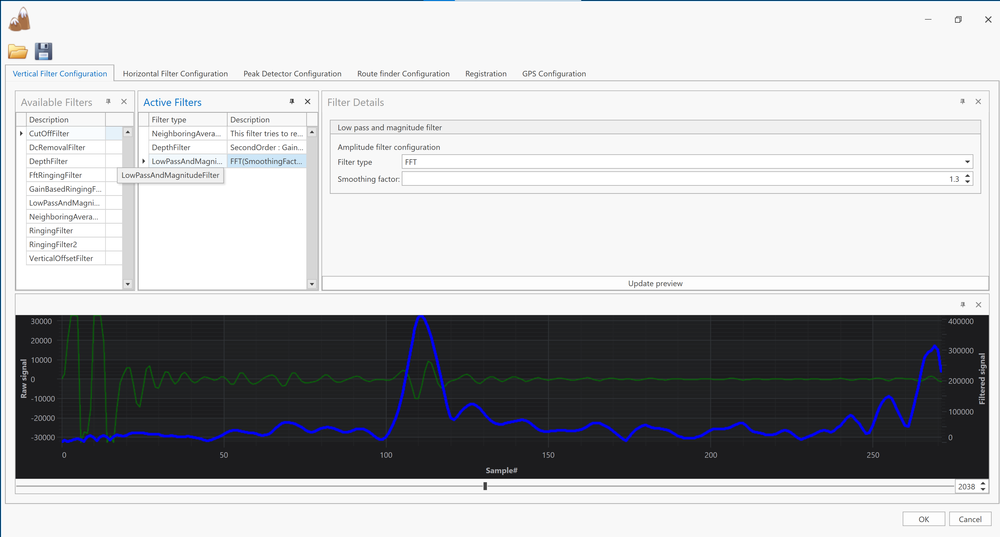 Vertical Filter Configuration Horizontal Filter Configuration Peak Detector Configuration Route finder Configuration Registration GPS Configuration
Available Filters
Description
CutOffFilter
DcRemovalFilter
DepthFilter
FftRingingFilter
GainBasedRingingF...
LowPassAndMagni...
NeighboringAvera...
RingingFilter
RingingFilter2
VerticalOffsetFilter
Active Filters
Filter type Description
NeighboringAvera... This filter tries to re...
DepthFilter SecondOrder : Gain...
LowPassAndMagni... FFT(SmoothingFact...
LowPassAndMagnitudeFilter
Filter Details
Low pass and magnitude filter
Amplitude filter configuration
Filter type FFT
Smoothing factor: 1.3
Update preview
Raw signal
30000
20000
10000
0
-10000
-20000
-30000
400000
300000
200000
100000
0
Filtered signal
0 50 100 150 200 250
Sample#
2038
OK Cancel